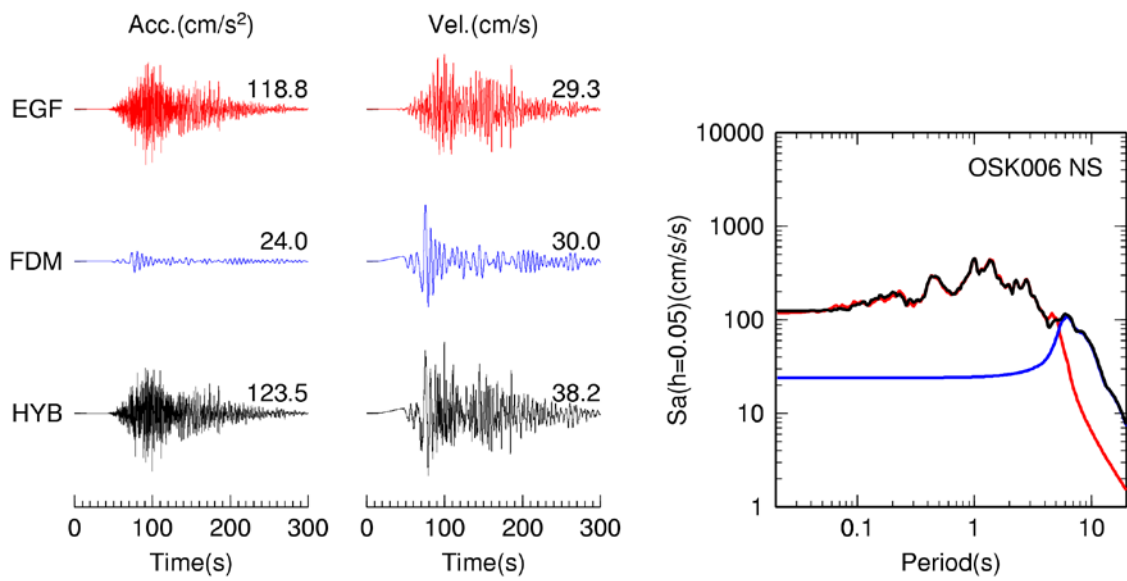 Acc.(cm/s²) Vel.(cm/s)
EGF 118.8 29.3
FDM 24.0 30.0
HYB 123.5 38.2
0 100 200 300 0 100 200 300
Time(s) Time(s)
OSK006 NS
Sa(h=0.05)(cm/s/s)
10000
1000
100
10
1
0.1 1 10
Period(s)